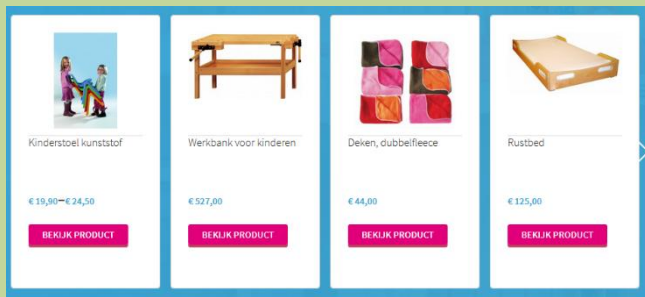 Kinderstoel kunststof
€ 19,90–€ 24,50
BEKIJK PRODUCT
Werkbank voor kinderen
€ 527,00
BEKIJK PRODUCT
Deken, dubbelfleece
€ 44,00
BEKIJK PRODUCT
Rustbed
€ 125,00
BEKIJK PRODUCT